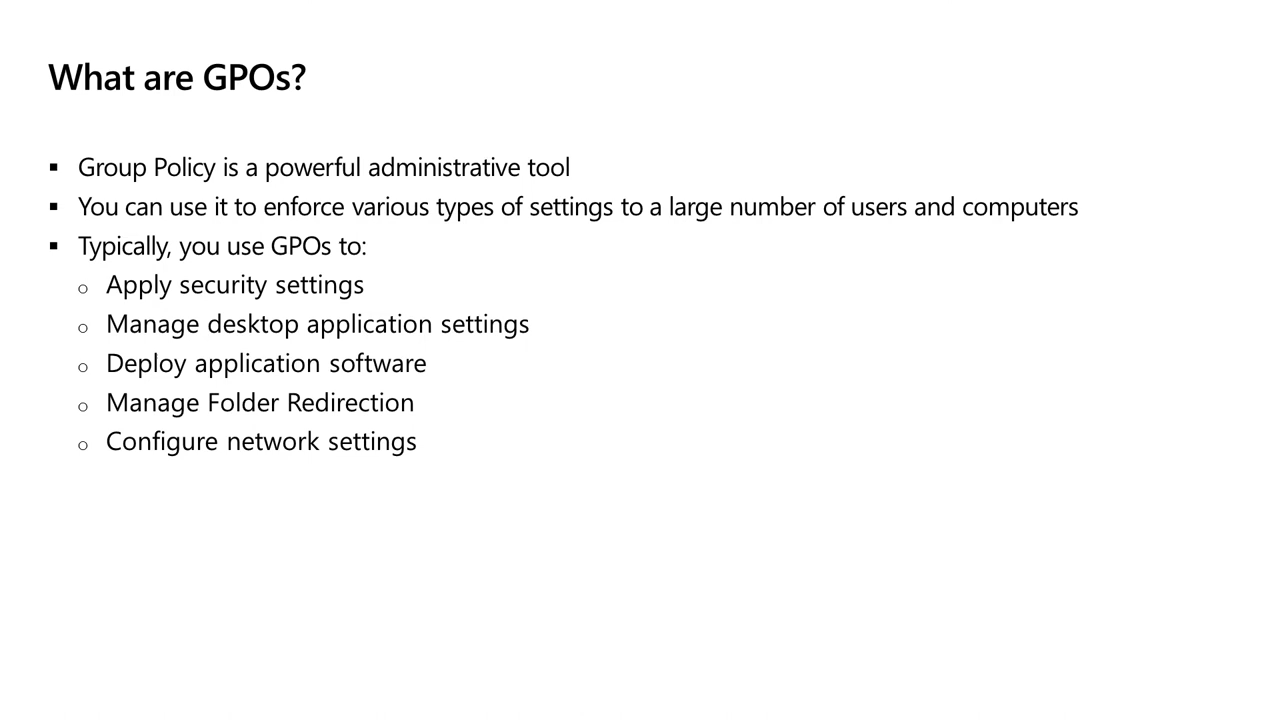 What are GPOs?
▪ Group Policy is a powerful administrative tool
▪ You can use it to enforce various types of settings to a large number of users and computers
▪ Typically, you use GPOs to:
o Apply security settings
o Manage desktop application settings
o Deploy application software
o Manage Folder Redirection
o Configure network settings